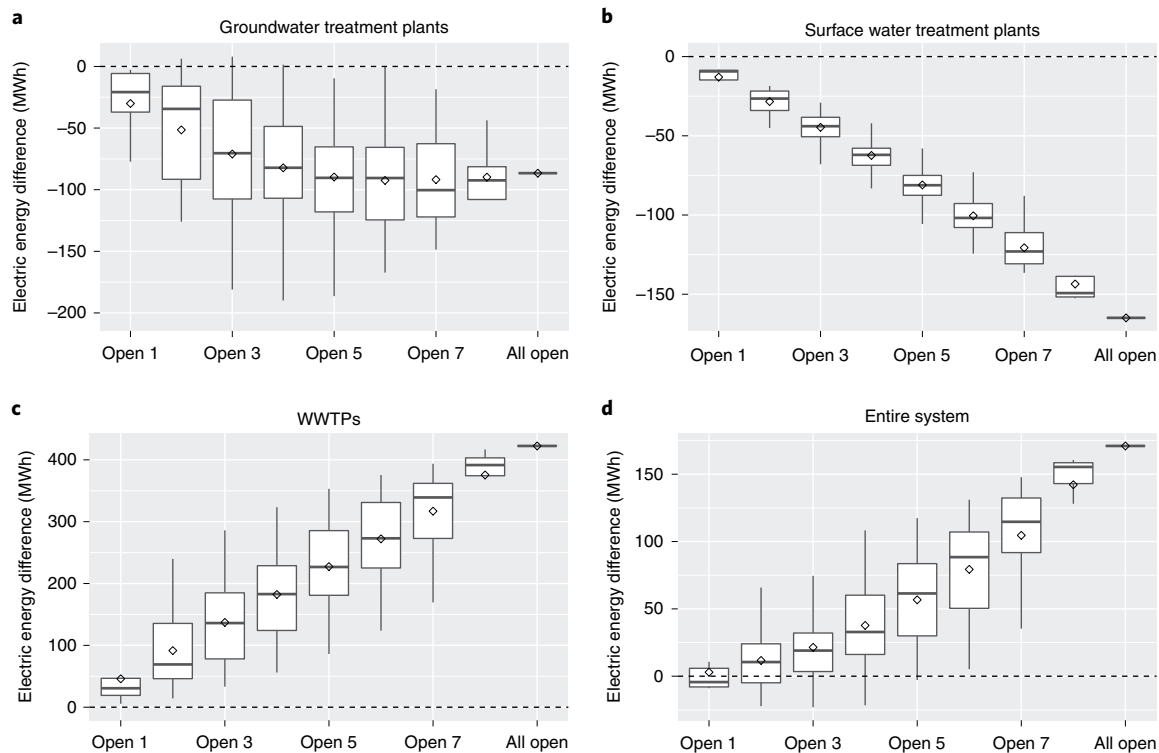 a
Groundwater treatment plants
Electric energy difference (MWh)
0
−50
−100
−150
−200
Open 1
Open 3
Open 5
Open 7
All open
b
Surface water treatment plants
Electric energy difference (MWh)
0
−50
−100
−150
Open 1
Open 3
Open 5
Open 7
All open
c
WWTPs
Electric energy difference (MWh)
400
300
200
100
0
Open 1
Open 3
Open 5
Open 7
All open
d
Entire system
Electric energy difference (MWh)
150
100
50
0
Open 1
Open 3
Open 5
Open 7
All open